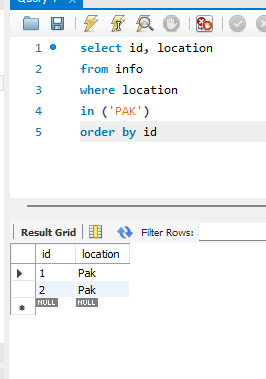 Query 1
1 select id, location
2 from info
3 where location
4 in ('PAK')
5 order by id
Result Grid Filter Rows:
id location
1 Pak
2 Pak
NULL NULL